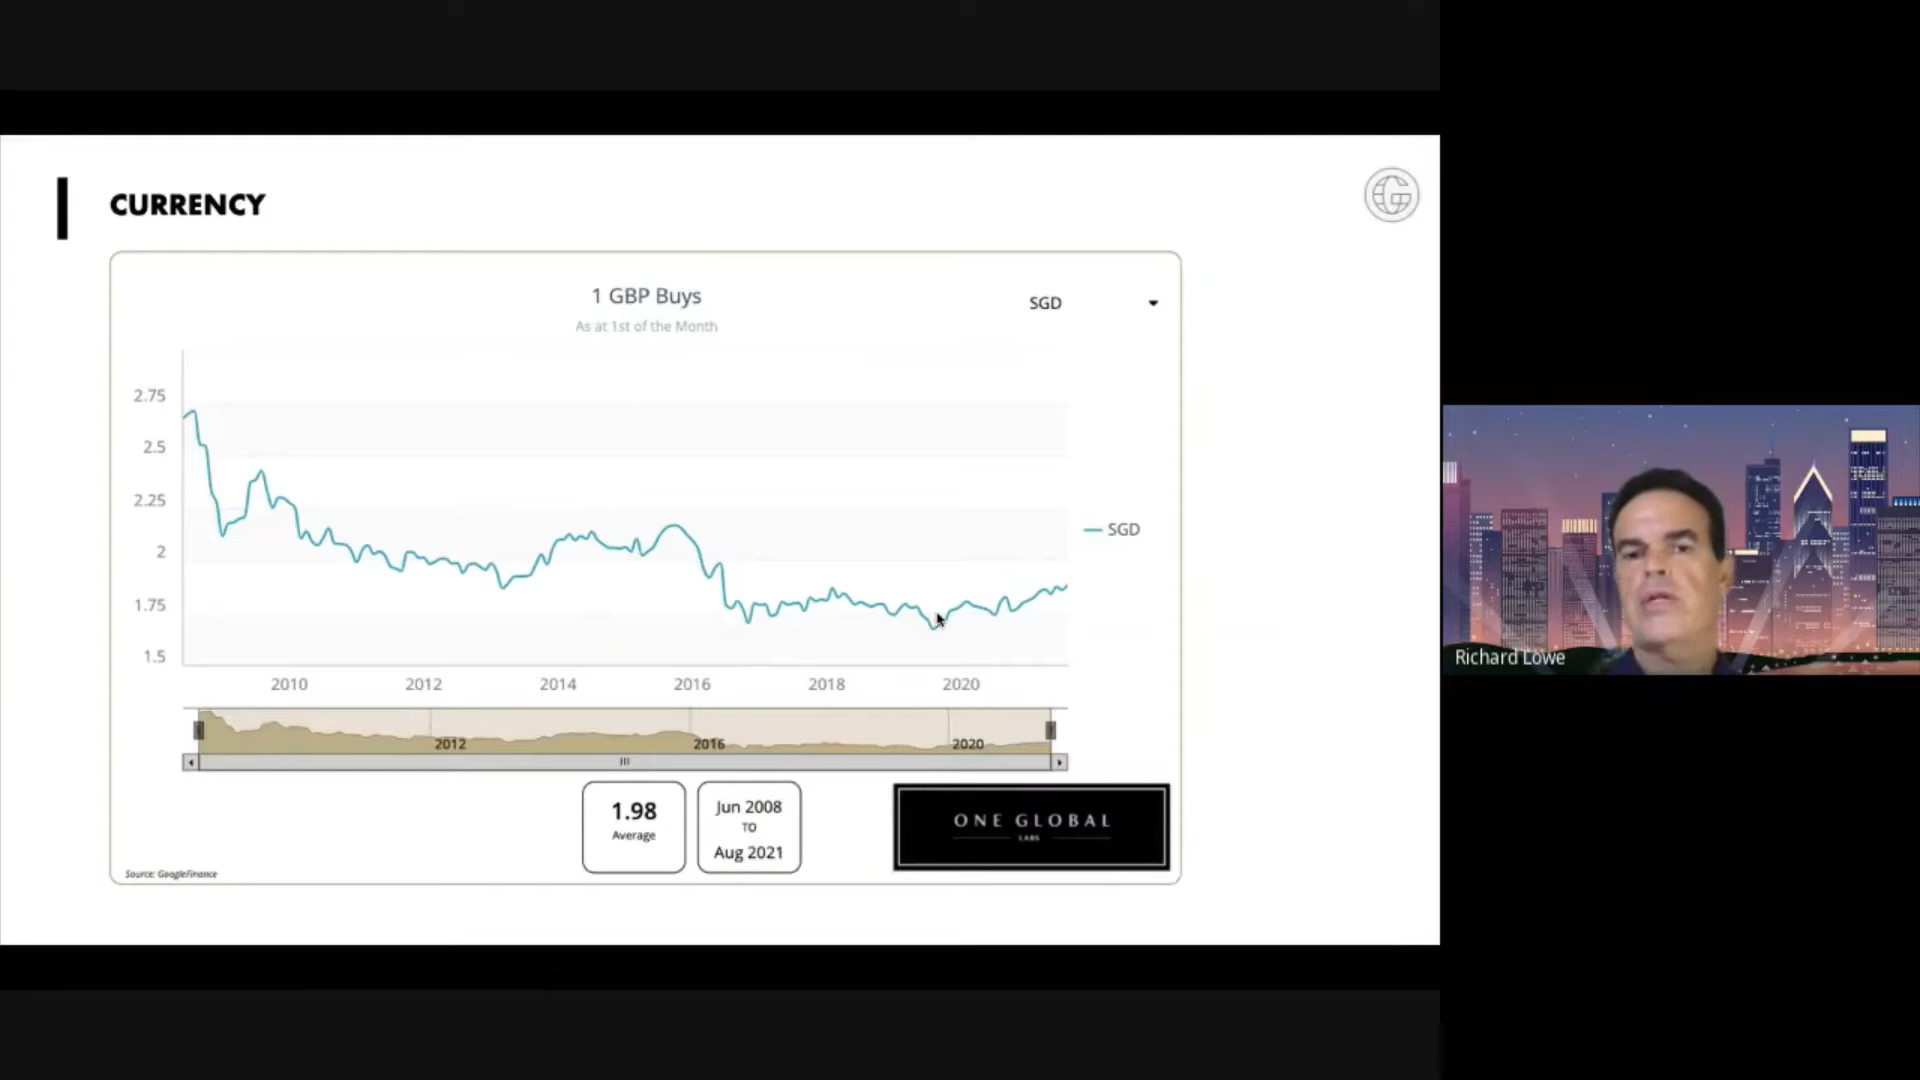 CURRENCY
1 GBP Buys
As at 1st of the Month
SGD
2.75
2.5
2.25
2
1.75
1.5
SGD
2010 2012 2014 2016 2018 2020
2012 2016 2020
1.98
Average
Jun 2008
TO
Aug 2021
ONE GLOBAL
LABS
Source: GoogleFinance
Richard Lowe